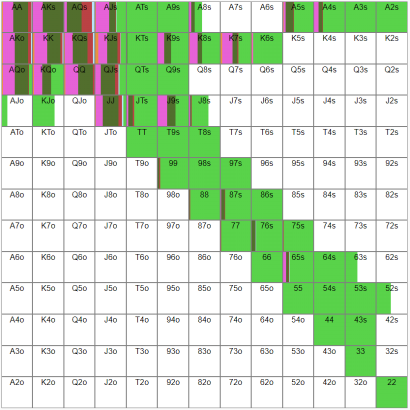 AA AKs AQs AJs ATs A9s A8s A7s A6s A5s A4s A3s A2s
AKo KK KQs KJs KTs K9s K8s K7s K6s K5s K4s K3s K2s
AQo KQo QQ QJs QTs Q9s Q8s Q7s Q6s Q5s Q4s Q3s Q2s
AJo KJo QJo JJ JTs J9s J8s J7s J6s J5s J4s J3s J2s
ATo KTo QTo JTo TT T9s T8s T7s T6s T5s T4s T3s T2s
A9o K9o Q9o J9o T9o 99 98s 97s 96s 95s 94s 93s 92s
A8o K8o Q8o J8o T8o 98o 88 87s 86s 85s 84s 83s 82s
A7o K7o Q7o J7o T7o 97o 87o 77 76s 75s 74s 73s 72s
A6o K6o Q6o J6o T6o 96o 86o 76o 66 65s 64s 63s 62s
A5o K5o Q5o J5o T5o 95o 85o 75o 65o 55 54s 53s 52s
A4o K4o Q4o J4o T4o 94o 84o 74o 64o 54o 44 43s 42s
A3o K3o Q3o J3o T3o 93o 83o 73o 63o 53o 43o 33 32s
A2o K2o Q2o J2o T2o 92o 82o 72o 62o 52o 42o 32o 22